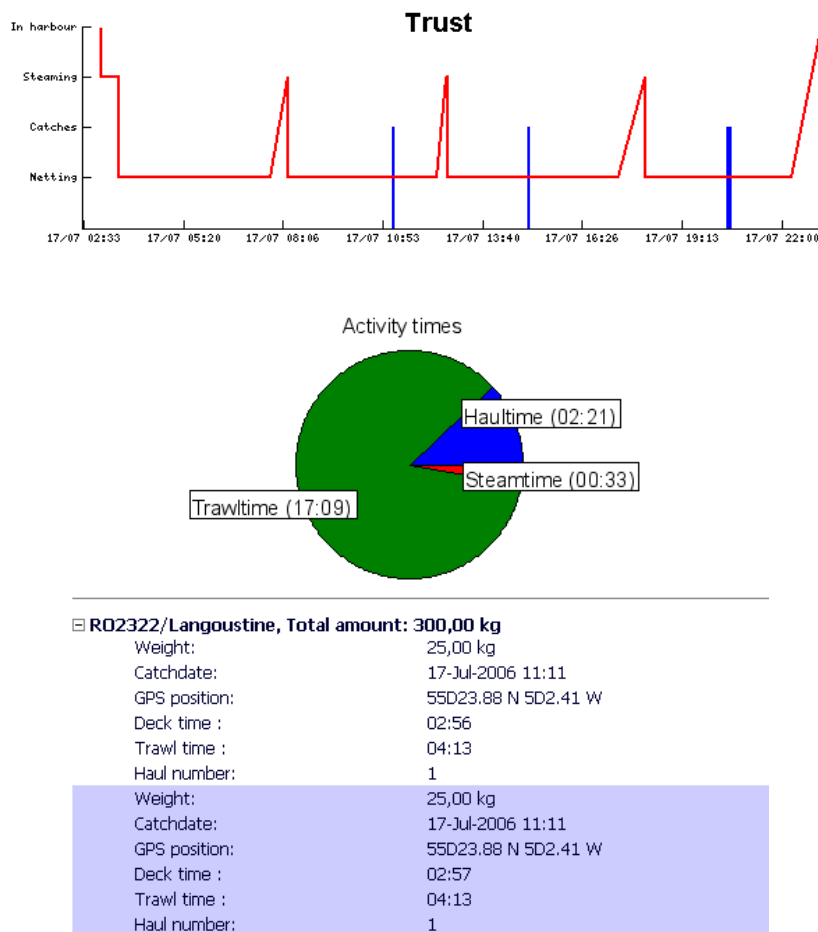 Trust
In harbour
Steaming
Catches
Netting
17/07 02:33 17/07 05:20 17/07 08:06 17/07 10:53 17/07 13:40 17/07 16:26 17/07 19:13 17/07 22:00
Activity times
Haultime (02:21)
Steamtime (00:33)
Trawltime (17:09)
RO2322/Langoustine, Total amount: 300,00 kg
Weight: 25,00 kg
Catchdate: 17-Jul-2006 11:11
GPS position: 55D23.88 N 5D2.41 W
Deck time : 02:56
Trawl time : 04:13
Haul number: 1
Weight: 25,00 kg
Catchdate: 17-Jul-2006 11:11
GPS position: 55D23.88 N 5D2.41 W
Deck time : 02:57
Trawl time : 04:13
Haul number: 1